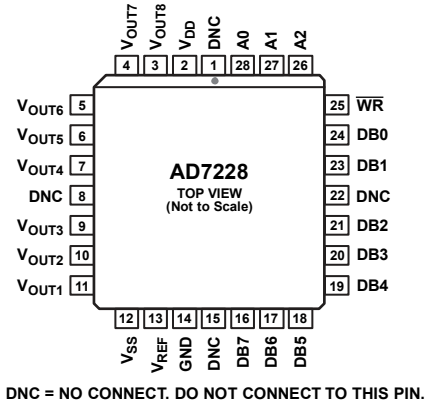 VOUT7 VOUT8 VDD DNC A0 A1 A2
4 3 2 1 28 27 26
VOUT6 5
VOUT5 6
VOUT4 7
DNC 8
VOUT3 9
VOUT2 10
VOUT1 11
AD7228
TOP VIEW
(Not to Scale)
25 WR
24 DB0
23 DB1
22 DNC
21 DB2
20 DB3
19 DB4
12 13 14 15 16 17 18
VSS VREF GND DNC DB7 DB6 DB5
DNC = NO CONNECT. DO NOT CONNECT TO THIS PIN.